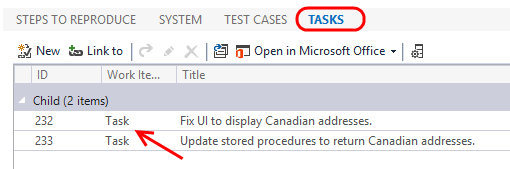 STEPS TO REPRODUCE SYSTEM TEST CASES TASKS
New Link to Open in Microsoft Office
ID Work Ite... Title
Child (2 items)
232 Task Fix UI to display Canadian addresses.
233 Task Update stored procedures to return Canadian addresses.